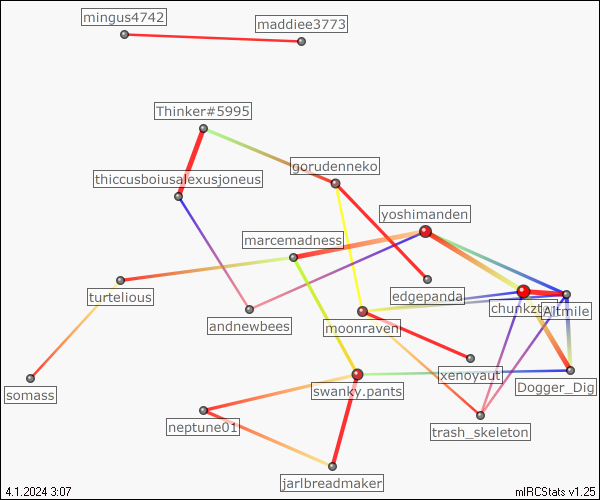 mingus4742
maddiee3773
Thinker#5995
gorudenneko
thiccusboiusalexusjoneus
yoshimanden
marcemadness
turtelious
edgepanda
chunkzt
Altmile
andnewbees
moonraven
xenoyaut
Dogger_Dig
somass
swanky.pants
neptune01
trash_skeleton
jarlbreadmaker
4.1.2024 3:07
mIRCStats v1.25